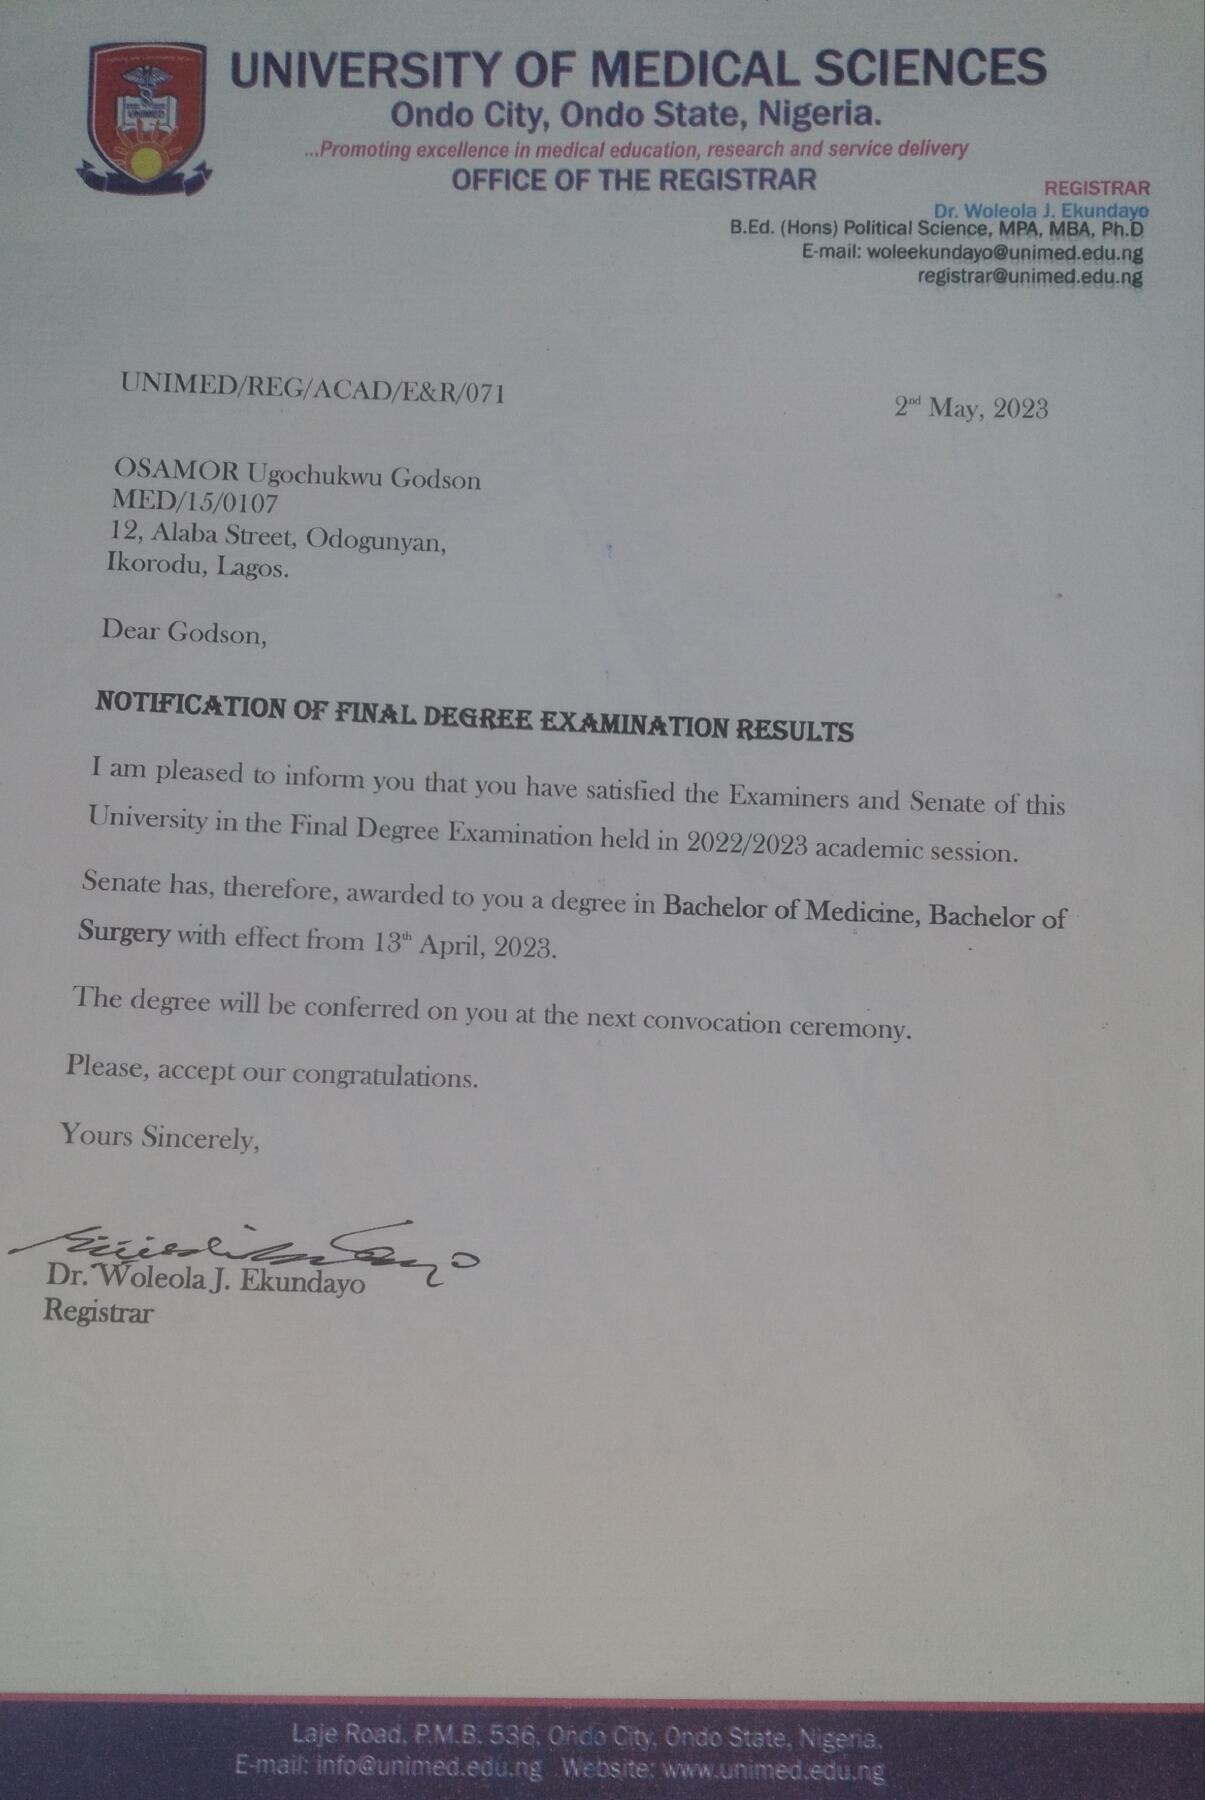 UNIMED
UNIVERSITY OF MEDICAL SCIENCES
Ondo City, Ondo State, Nigeria.
...Promoting excellence in medical education, research and service delivery
OFFICE OF THE REGISTRAR
REGISTRAR
Dr. Woleola J. Ekundayo
B.Ed. (Hons) Political Science, MPA, MBA, Ph.D
E-mail: woleekundayo@unimed.edu.ng
registrar@unimed.edu.ng
UNIMED/REG/ACAD/E&R/071
2nd May, 2023
OSAMOR Ugochukwu Godson
MED/15/0107
12, Alaba Street, Odogunyan,
Ikorodu, Lagos.
Dear Godson,
NOTIFICATION OF FINAL DEGREE EXAMINATION RESULTS
I am pleased to inform you that you have satisfied the Examiners and Senate of this
University in the Final Degree Examination held in 2022/2023 academic session.
Senate has, therefore, awarded to you a degree in Bachelor of Medicine, Bachelor of
Surgery with effect from 13th April, 2023.
The degree will be conferred on you at the next convocation ceremony.
Please, accept our congratulations.
Yours Sincerely,
Dr. Woleola J. Ekundayo
Registrar
Laje Road, P.M.B. 536, Ondo City, Ondo State, Nigeria.
E-mail: info@unimed.edu.ng Website: www.unimed.edu.ng